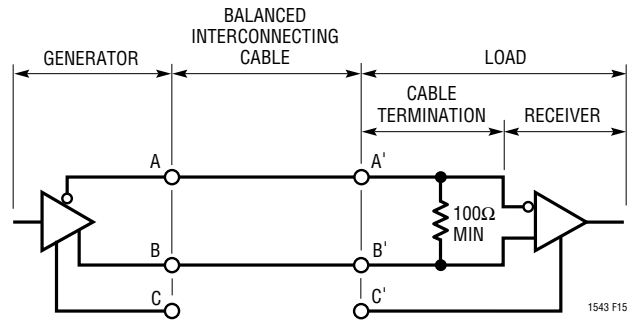 BALANCED
INTERCONNECTING
CABLE
GENERATOR
LOAD
CABLE
TERMINATION
RECEIVER
A
A'
100Ω
MIN
B
B'
C
C'
1543 F15